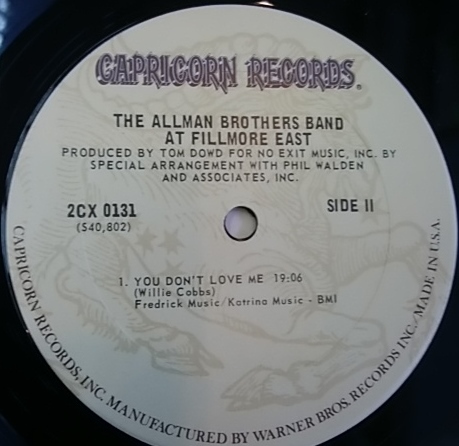 CAPRICORN RECORDS.
THE ALLMAN BROTHERS BAND
AT FILLMORE EAST
PRODUCED BY TOM DOWD FOR NO EXIT MUSIC, INC. BY
SPECIAL ARRANGEMENT WITH PHIL WALDEN
AND ASSOCIATES, INC.
2CX 0131
SIDE II
(S40,802)
1. YOU DON'T LOVE ME 19:06
(Willie Cobbs)
Fredrick Music/Katrina Music - BMI
CAPRICORN RECORDS, INC. MANUFACTURED BY WARNER BROS. RECORDS INC. MADE IN U.S.A.